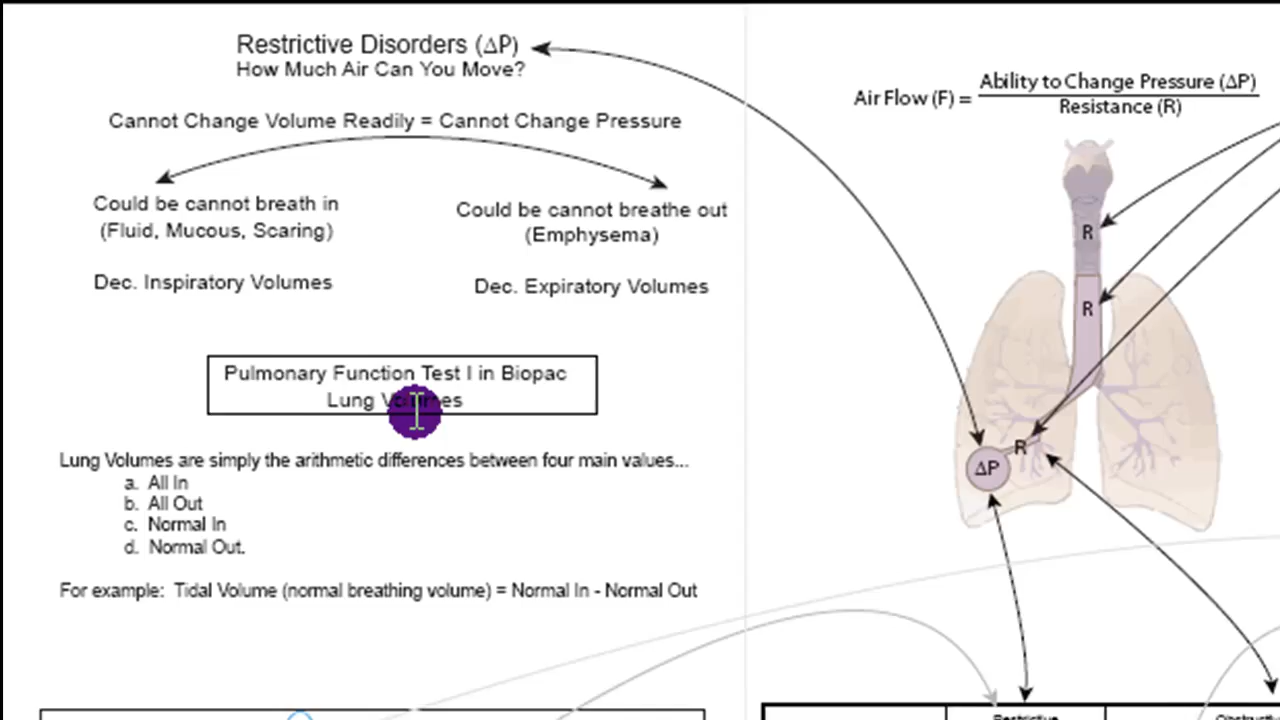 Restrictive Disorders (ΔP)
How Much Air Can You Move?
Cannot Change Volume Readily = Cannot Change Pressure
Could be cannot breath in
(Fluid, Mucous, Scaring)
Dec. Inspiratory Volumes
Could be cannot breathe out
(Emphysema)
Dec. Expiratory Volumes
Pulmonary Function Test I in Biopac
Lung Volumes
Lung Volumes are simply the arithmetic differences between four main values...
a. All In
b. All Out
c. Normal In
d. Normal Out.
For example: Tidal Volume (normal breathing volume) = Normal In - Normal Out
Air Flow (F) = Ability to Change Pressure (ΔP)
Resistance (R)
R
R
R
ΔP
Restrictive